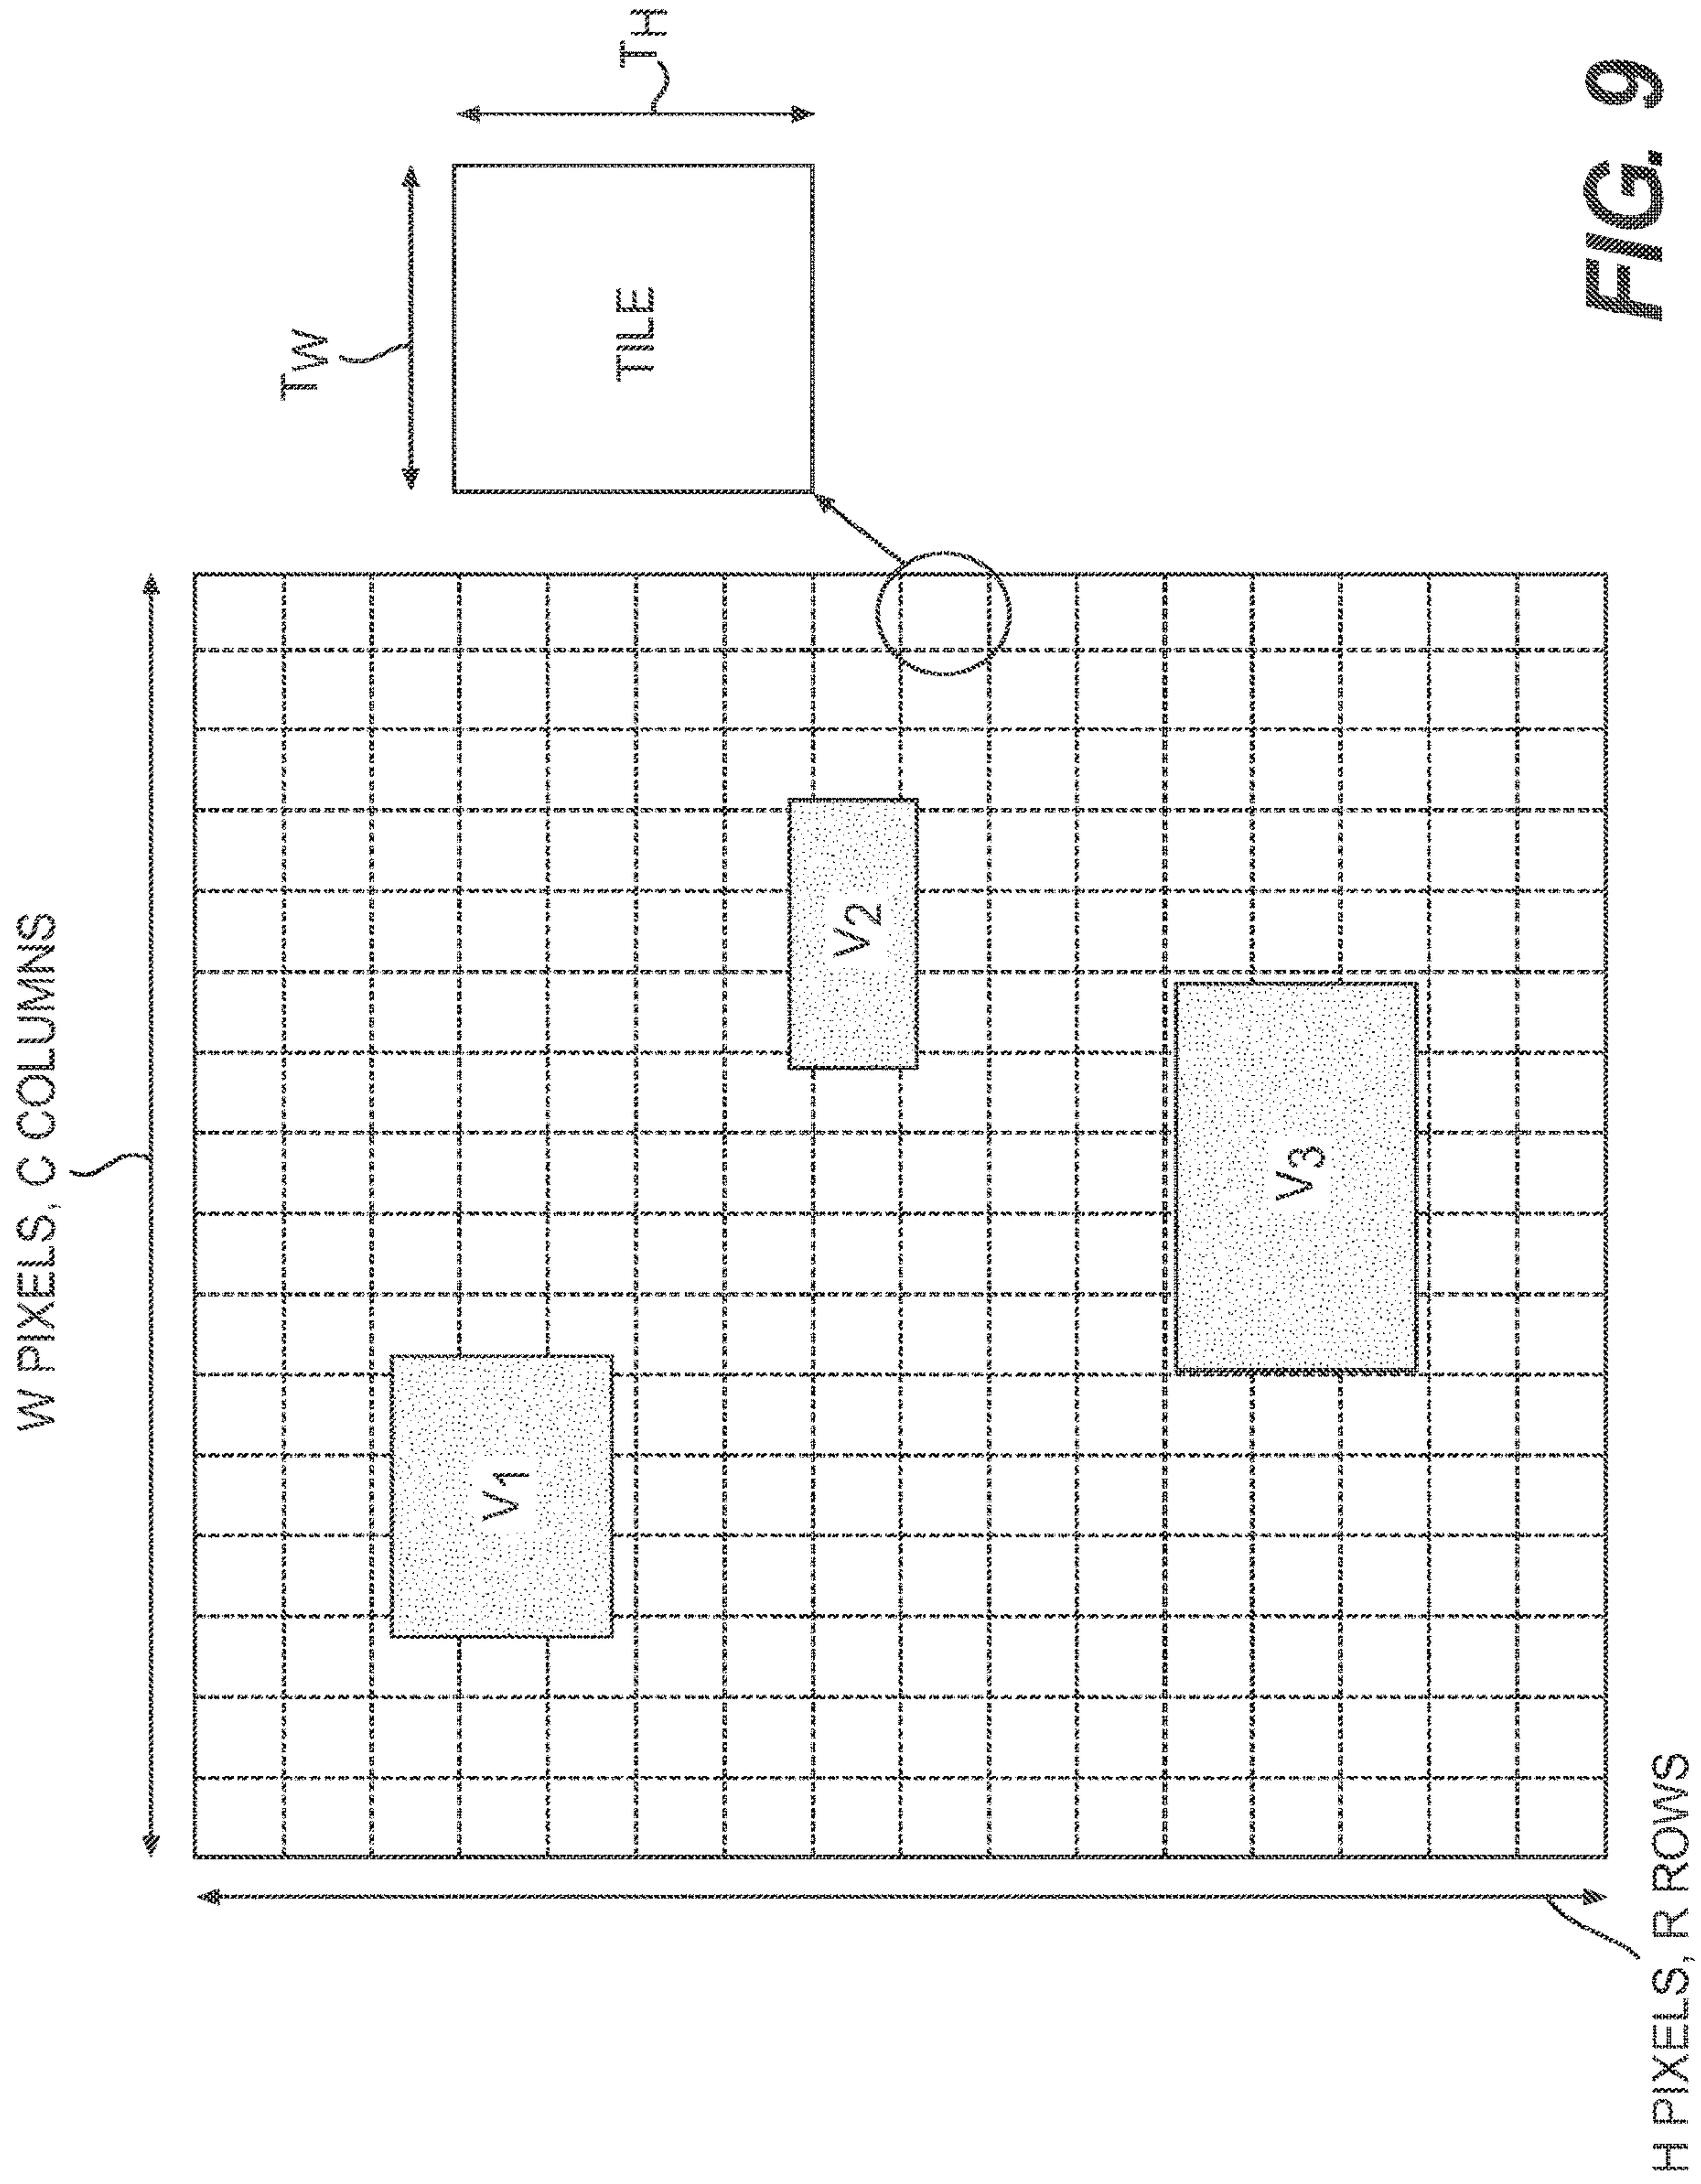 W PIXELS, C COLUMNS
H PIXELS, R ROWS
V1
V2
V3
TW
TH
TILE
FIG. 9